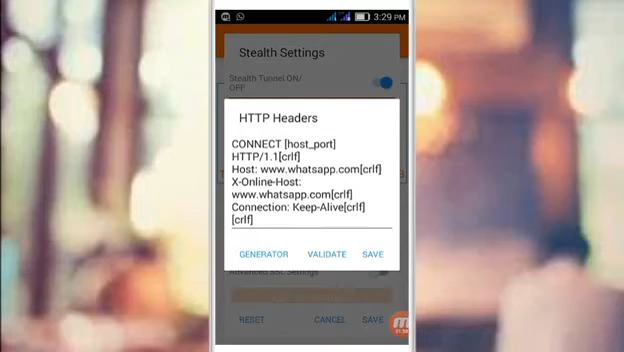 3:29 PM
Stealth Settings
Stealth Tunnel ON/
OFF
HTTP Headers
CONNECT [host_port]
HTTP/1.1[crlf]
Host: www.whatsapp.com[crlf]
X-Online-Host:
www.whatsapp.com[crlf]
Connection: Keep-Alive[crlf]
[crlf]
GENERATOR VALIDATE SAVE
Advanced SSL Settings
RESET CANCEL SAVE